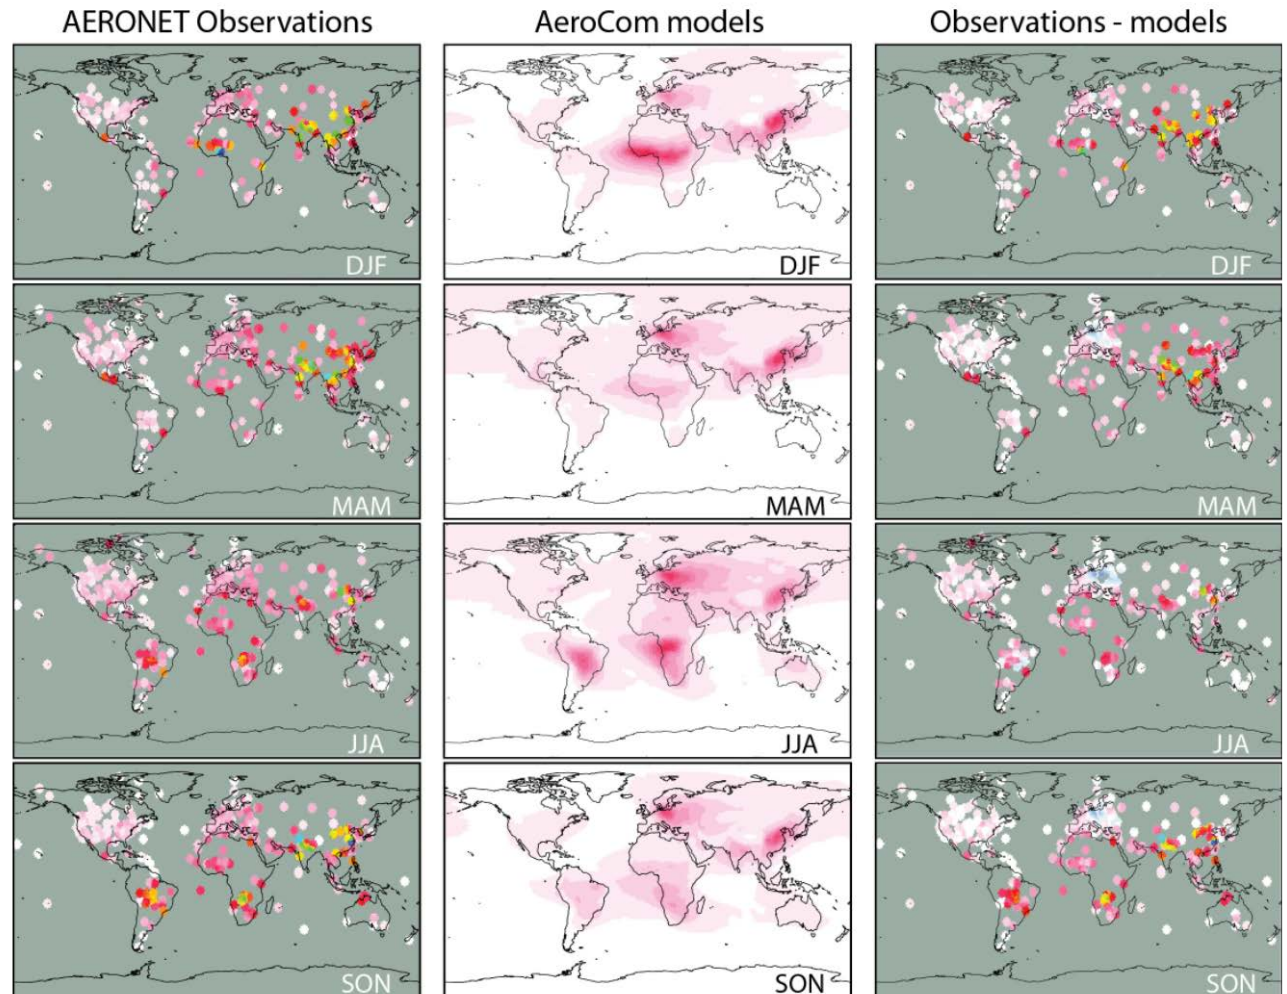 AERONET Observations AeroCom models Observations - models
DJF DJF DJF
MAM MAM MAM
JJA JJA JJA
SON SON SON